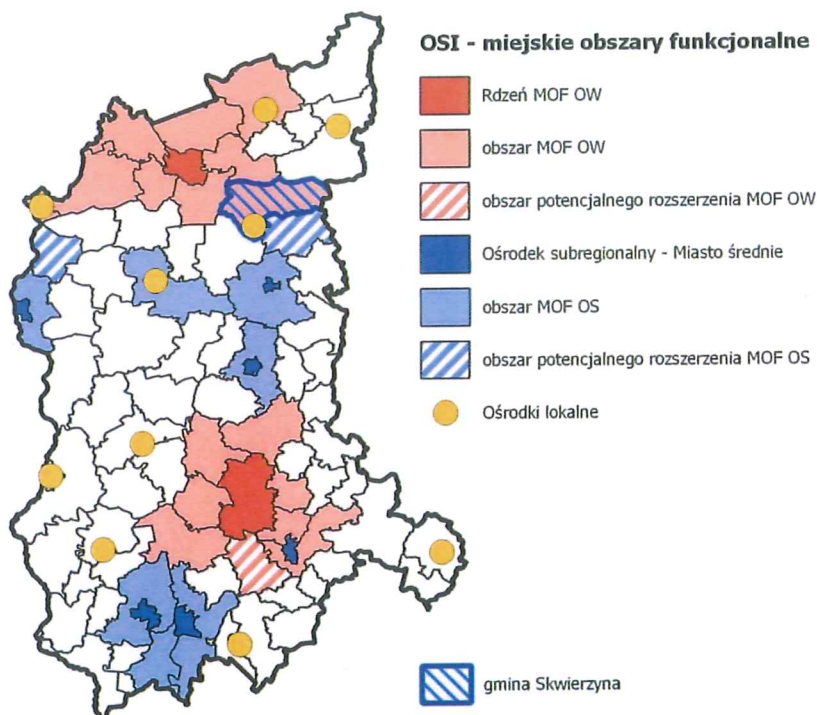 OSI - miejskie obszary funkcjonalne
Rdzeń MOF OW
obszar MOF OW
obszar potencjalnego rozszerzenia MOF OW
Ośrodek subregionalny - Miasto średnie
obszar MOF OS
obszar potencjalnego rozszerzenia MOF OS
Ośrodki lokalne
gmina Skwierzyna